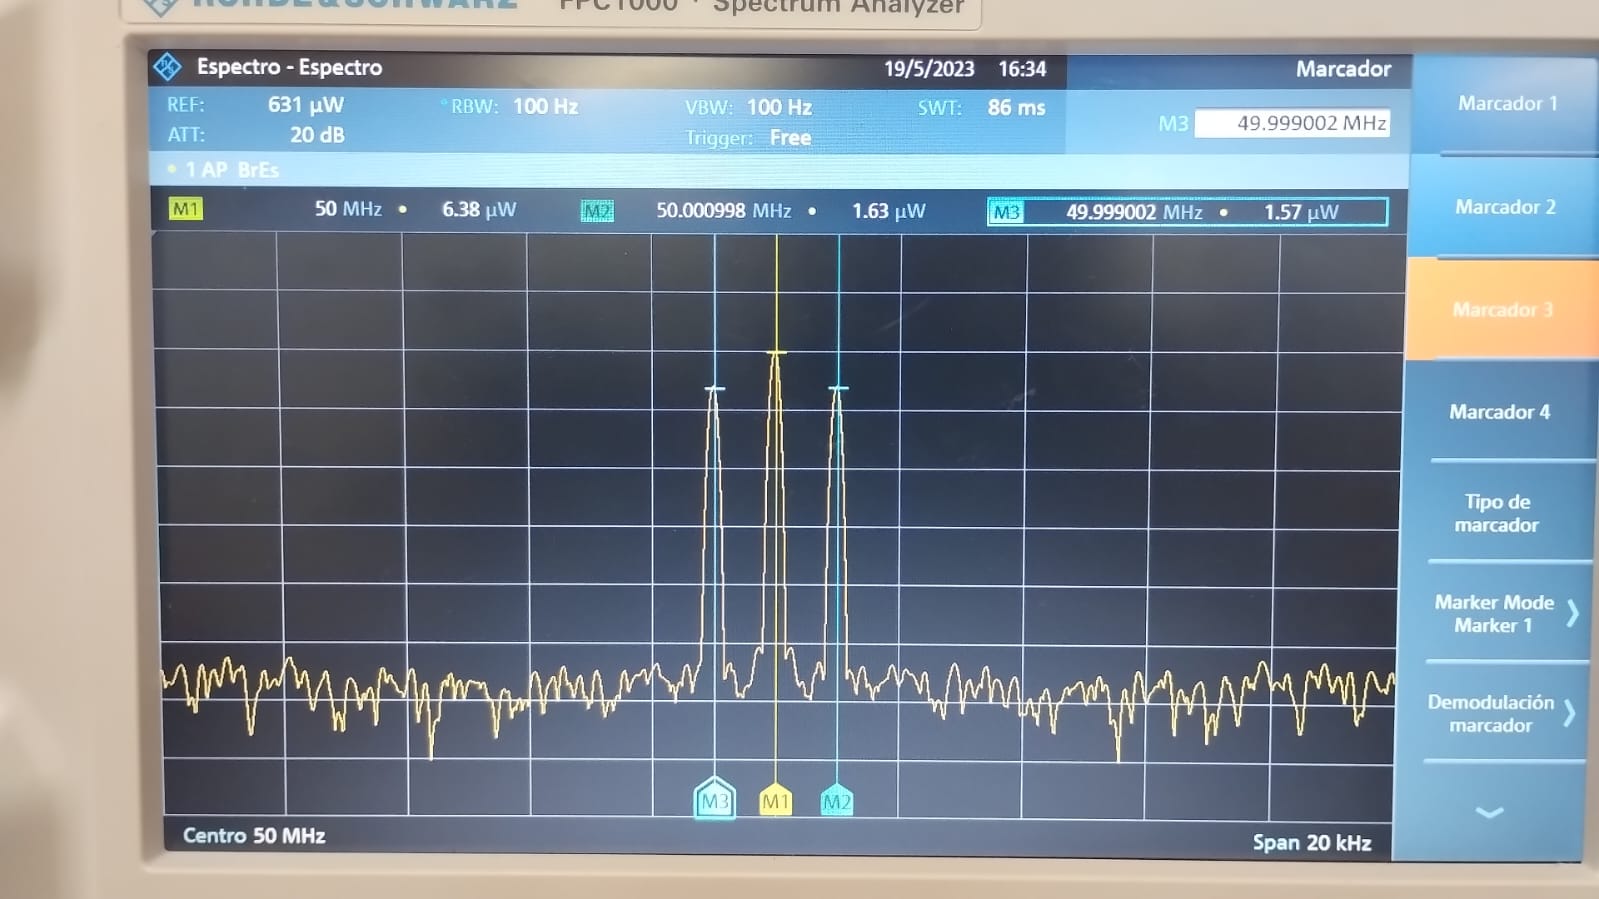 ROHDE & SCHWARZ FPC1000 · Spectrum Analyzer
Espectro - Espectro 19/5/2023 16:34 Marcador
REF: 631 µW RBW: 100 Hz VBW: 100 Hz SWT: 86 ms
ATT: 20 dB Trigger: Free
M3 49.999002 MHz
1 AP BrEs
M1 50 MHz • 6.38 µW M2 50.000998 MHz • 1.63 µW M3 49.999002 MHz • 1.57 µW
M3 M1 M2
Centro 50 MHz Span 20 kHz
Marcador 1
Marcador 2
Marcador 3
Marcador 4
Tipo de
marcador
Marker Mode
Marker 1
Demodulación
marcador